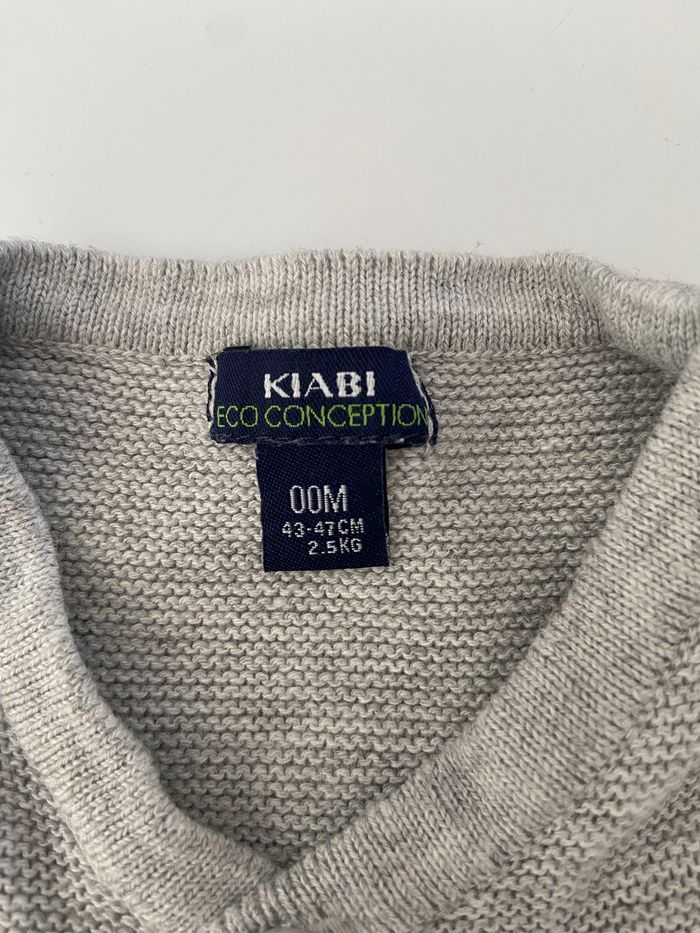 KIABI
ECO CONCEPTION
00M
43-47CM
2.5KG